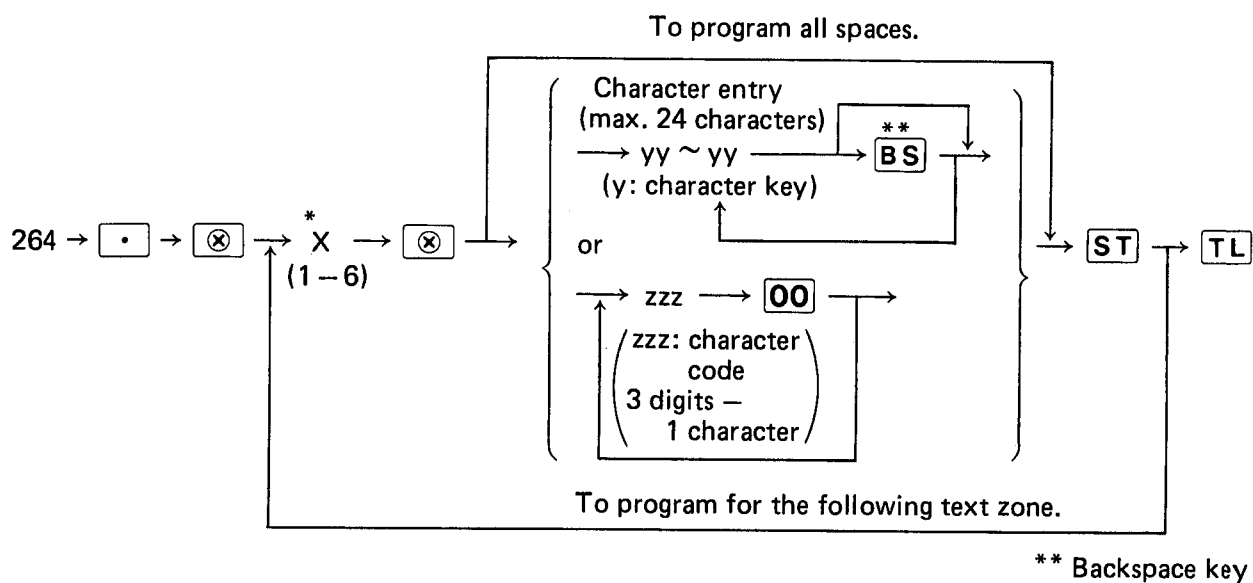 To program all spaces.
Character entry
(max. 24 characters)
**
yy ~ yy BS
(y: character key)
*
264 → · → ⊗ → X → ⊗ ST → TL
(1 – 6)
or
zzz 00
(zzz: character
code
3 digits –
1 character)
To program for the following text zone.
** Backspace key